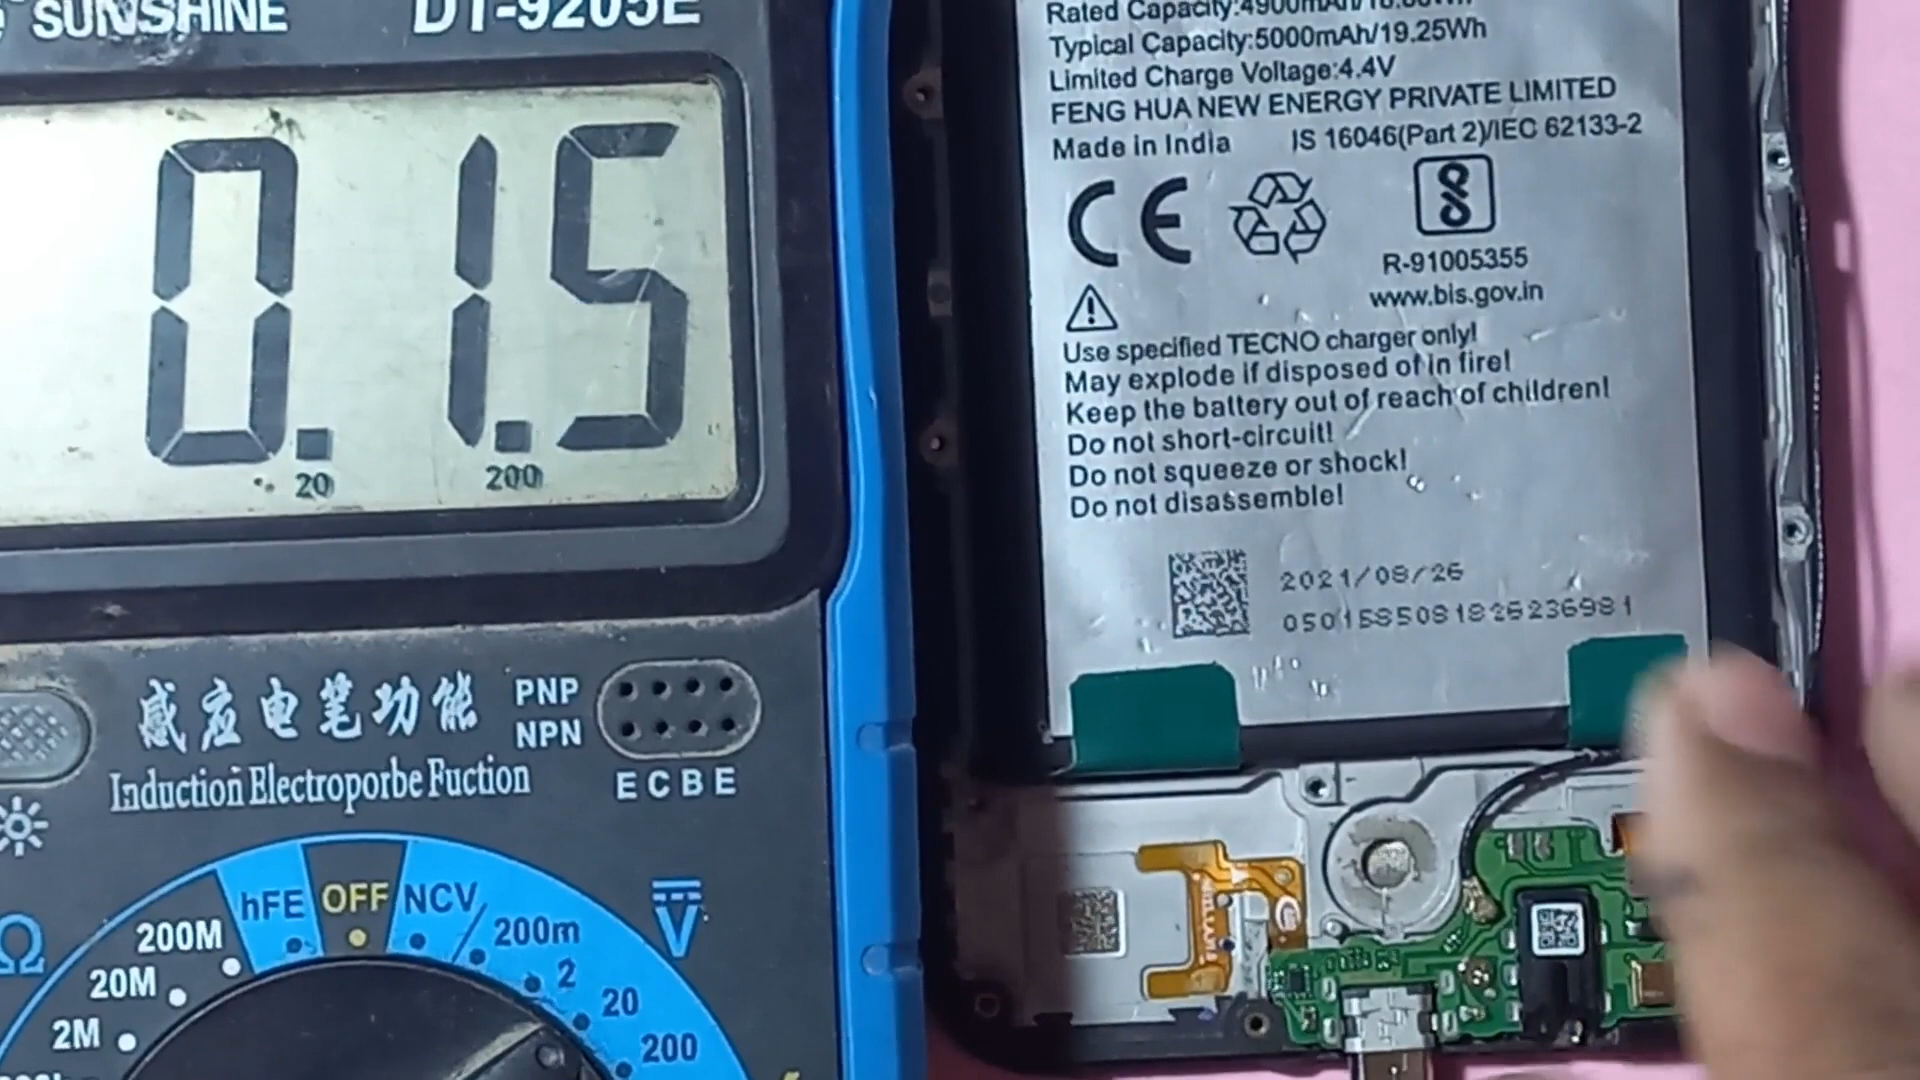 SUNSHINE DT-9205E
0.1.5
20 200
感应电笔功能
Induction Electroporbe Fuction
PNP
NPN
E C B E
hFE OFF NCV
Ω
200M
20M
2M
200m
2
20
200
V
Rated Capacity:4900mAh/
Typical Capacity:5000mAh/19.25Wh
Limited Charge Voltage:4.4V
FENG HUA NEW ENERGY PRIVATE LIMITED
Made in India IS 16046(Part 2)/IEC 62133-2
CE
R-91005355
www.bis.gov.in
Use specified TECNO charger only!
May explode if disposed of in fire!
Keep the battery out of reach of children!
Do not short-circuit!
Do not squeeze or shock!
Do not disassemble!
2021/08/26